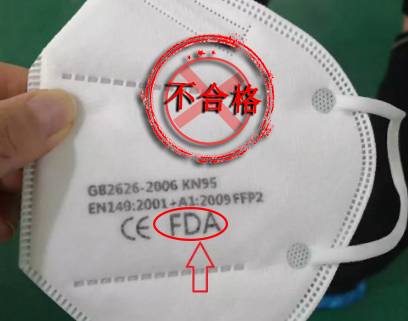 不合格
GB2626-2006 KN95
EN149:2001+A1:2009 FFP2
CE FDA